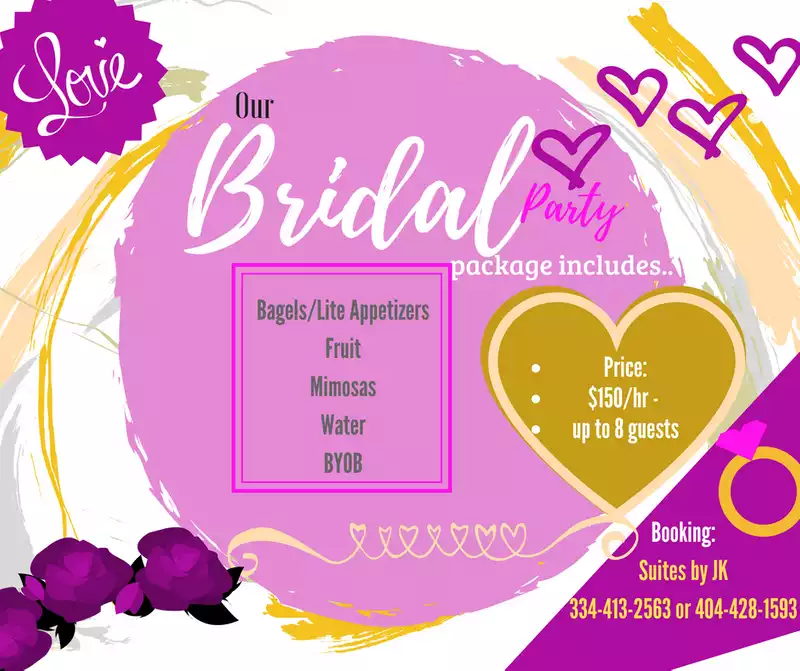 Love
Our
Bridal
Party
package includes..
Bagels/Lite Appetizers
Fruit
Mimosas
Water
BYOB
• Price:
• $150/hr -
• up to 8 guests
Booking:
Suites by JK
334-413-2563 or 404-428-1593